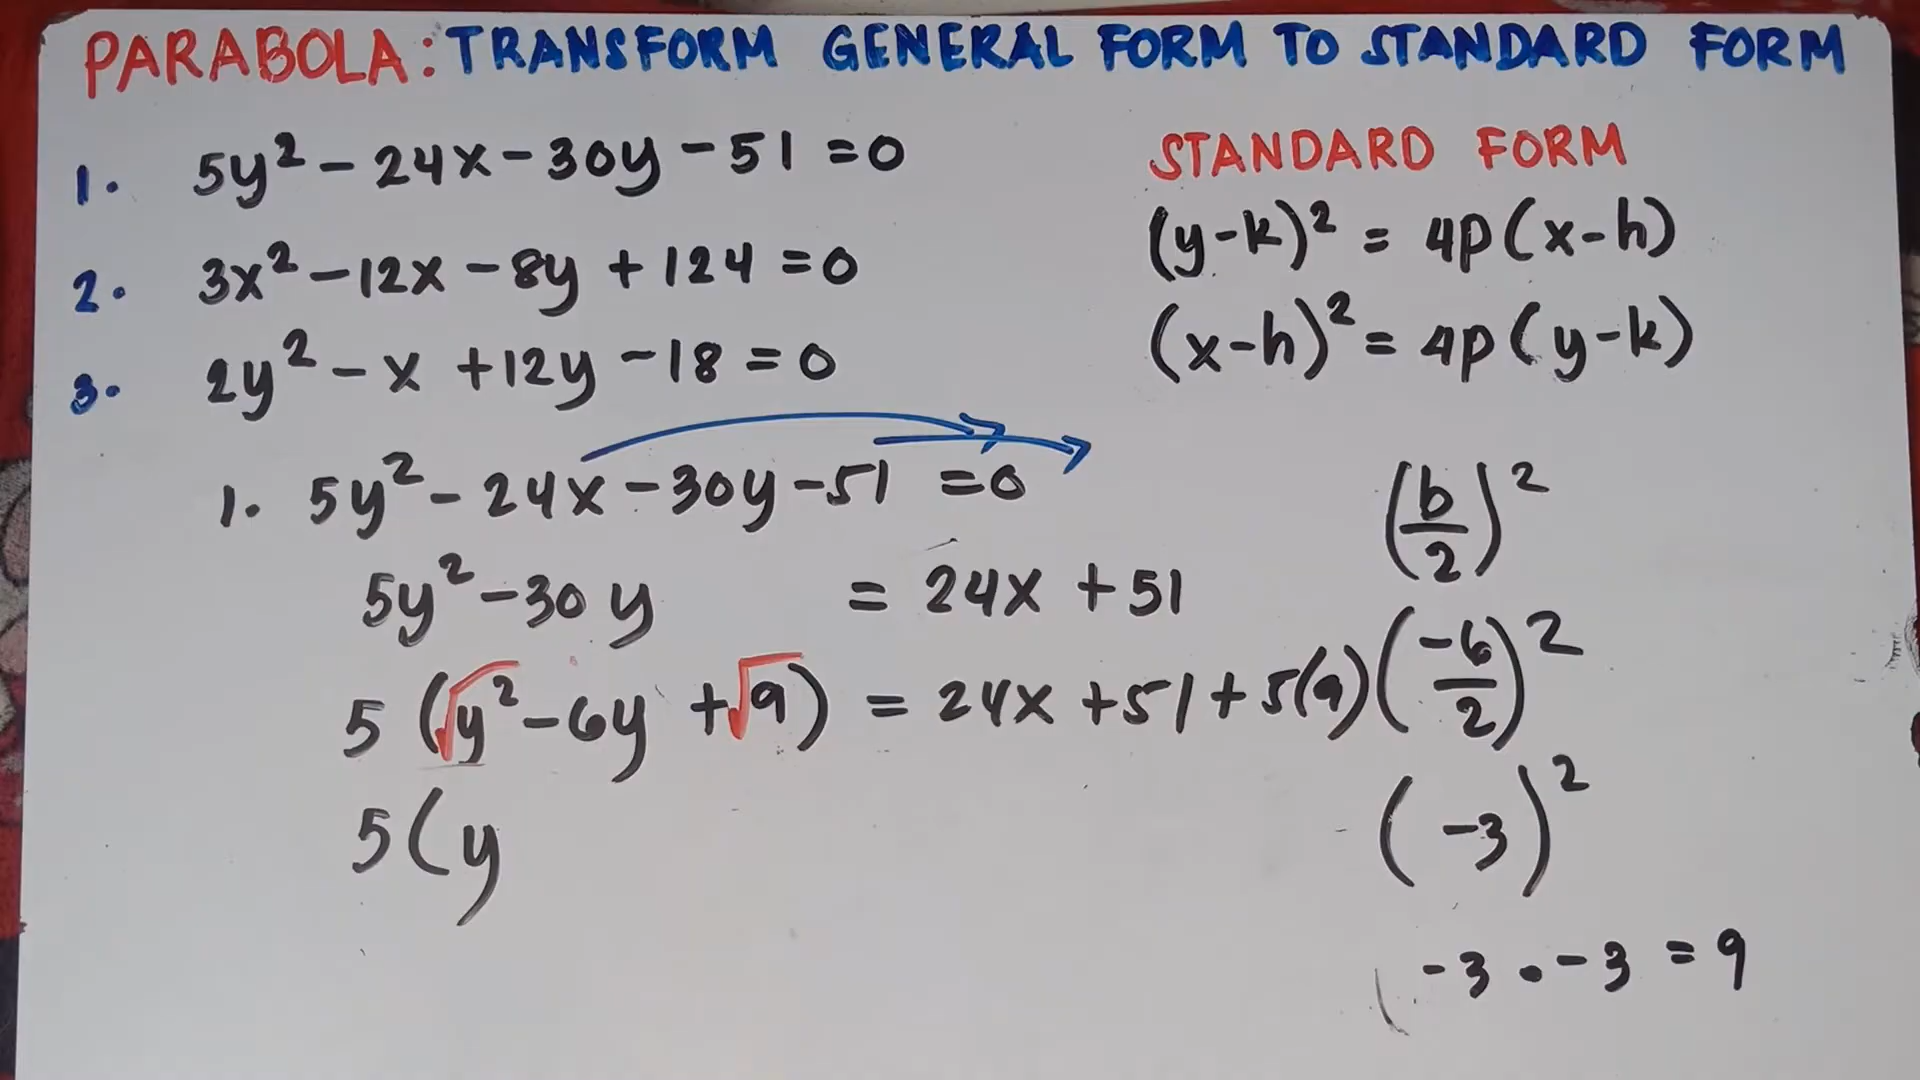 PARABOLA: TRANSFORM GENERAL FORM TO STANDARD FORM
1. 5y² - 24x - 30y - 51 = 0
2. 3x² - 12x - 8y + 124 = 0
3. 2y² - x + 12y - 18 = 0
STANDARD FORM
(y-k)² = 4p(x-h)
(x-h)² = 4p(y-k)
1. 5y² - 24x - 30y - 51 = 0
5y² - 30y = 24x + 51
5(√y² - 6y + √9) = 24x + 51 + 5(9)
5(y
(b/2)²
(-6/2)²
(-3)²
-3 • -3 = 9